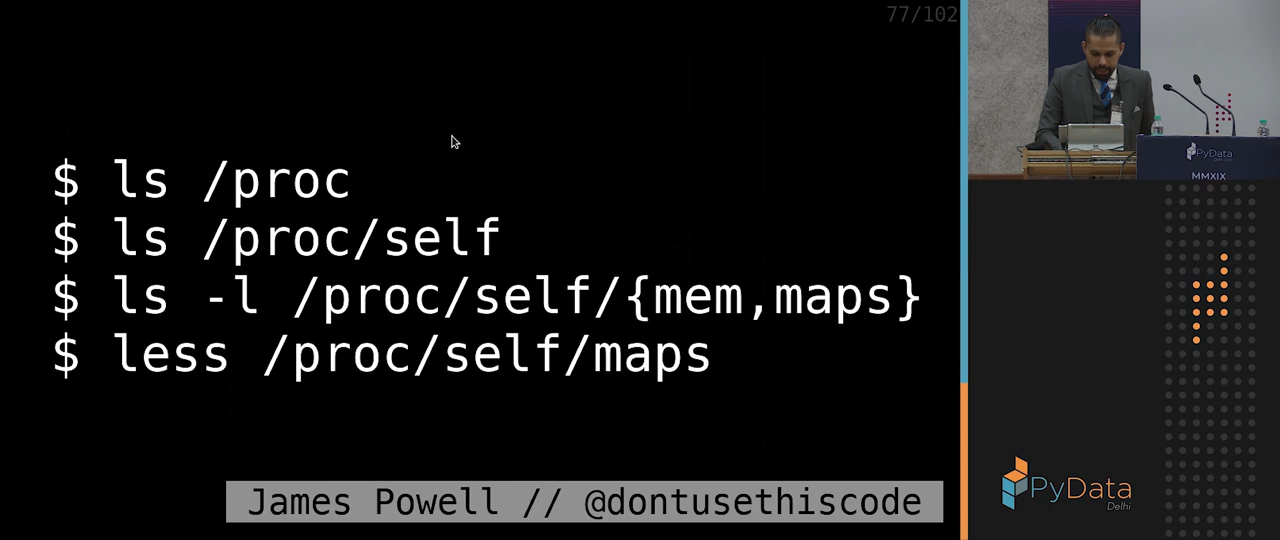 77/102
$ ls /proc
$ ls /proc/self
$ ls -l /proc/self/{mem,maps}
$ less /proc/self/maps
James Powell // @dontusethiscode
PyData
MMXIX
PyData
Delhi